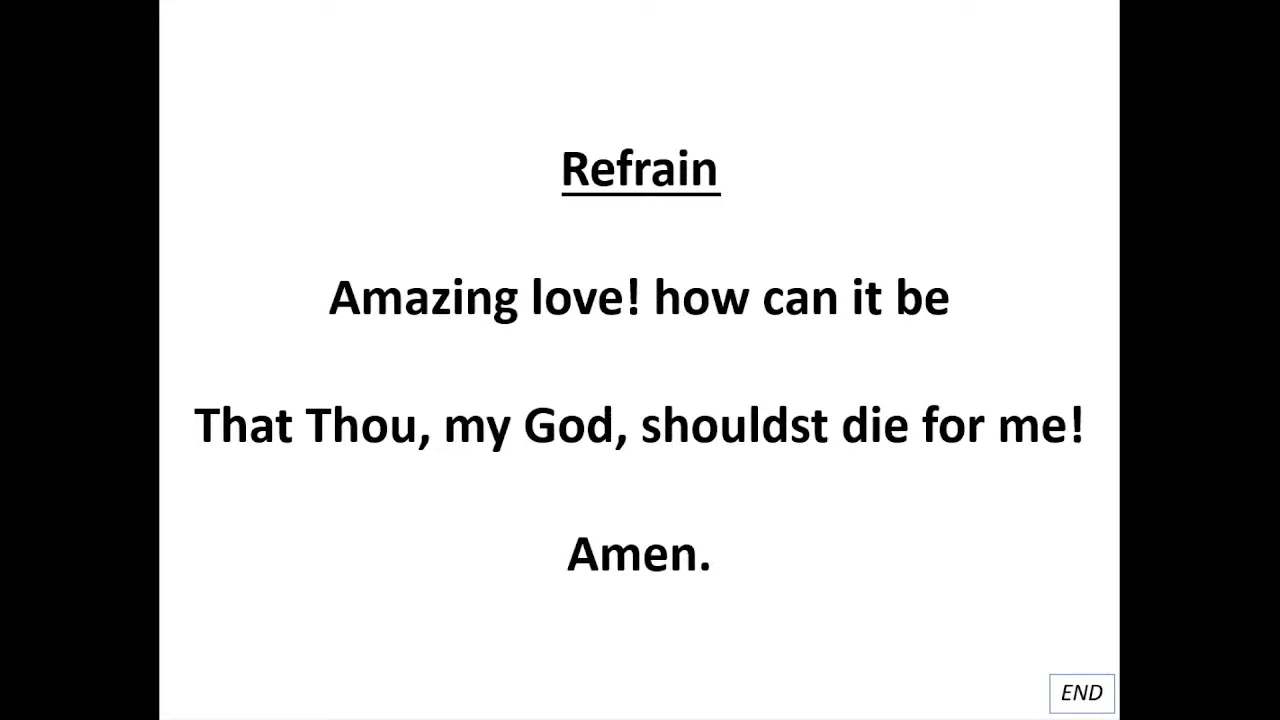 Refrain
Amazing love! how can it be
That Thou, my God, shouldst die for me!
Amen.
END